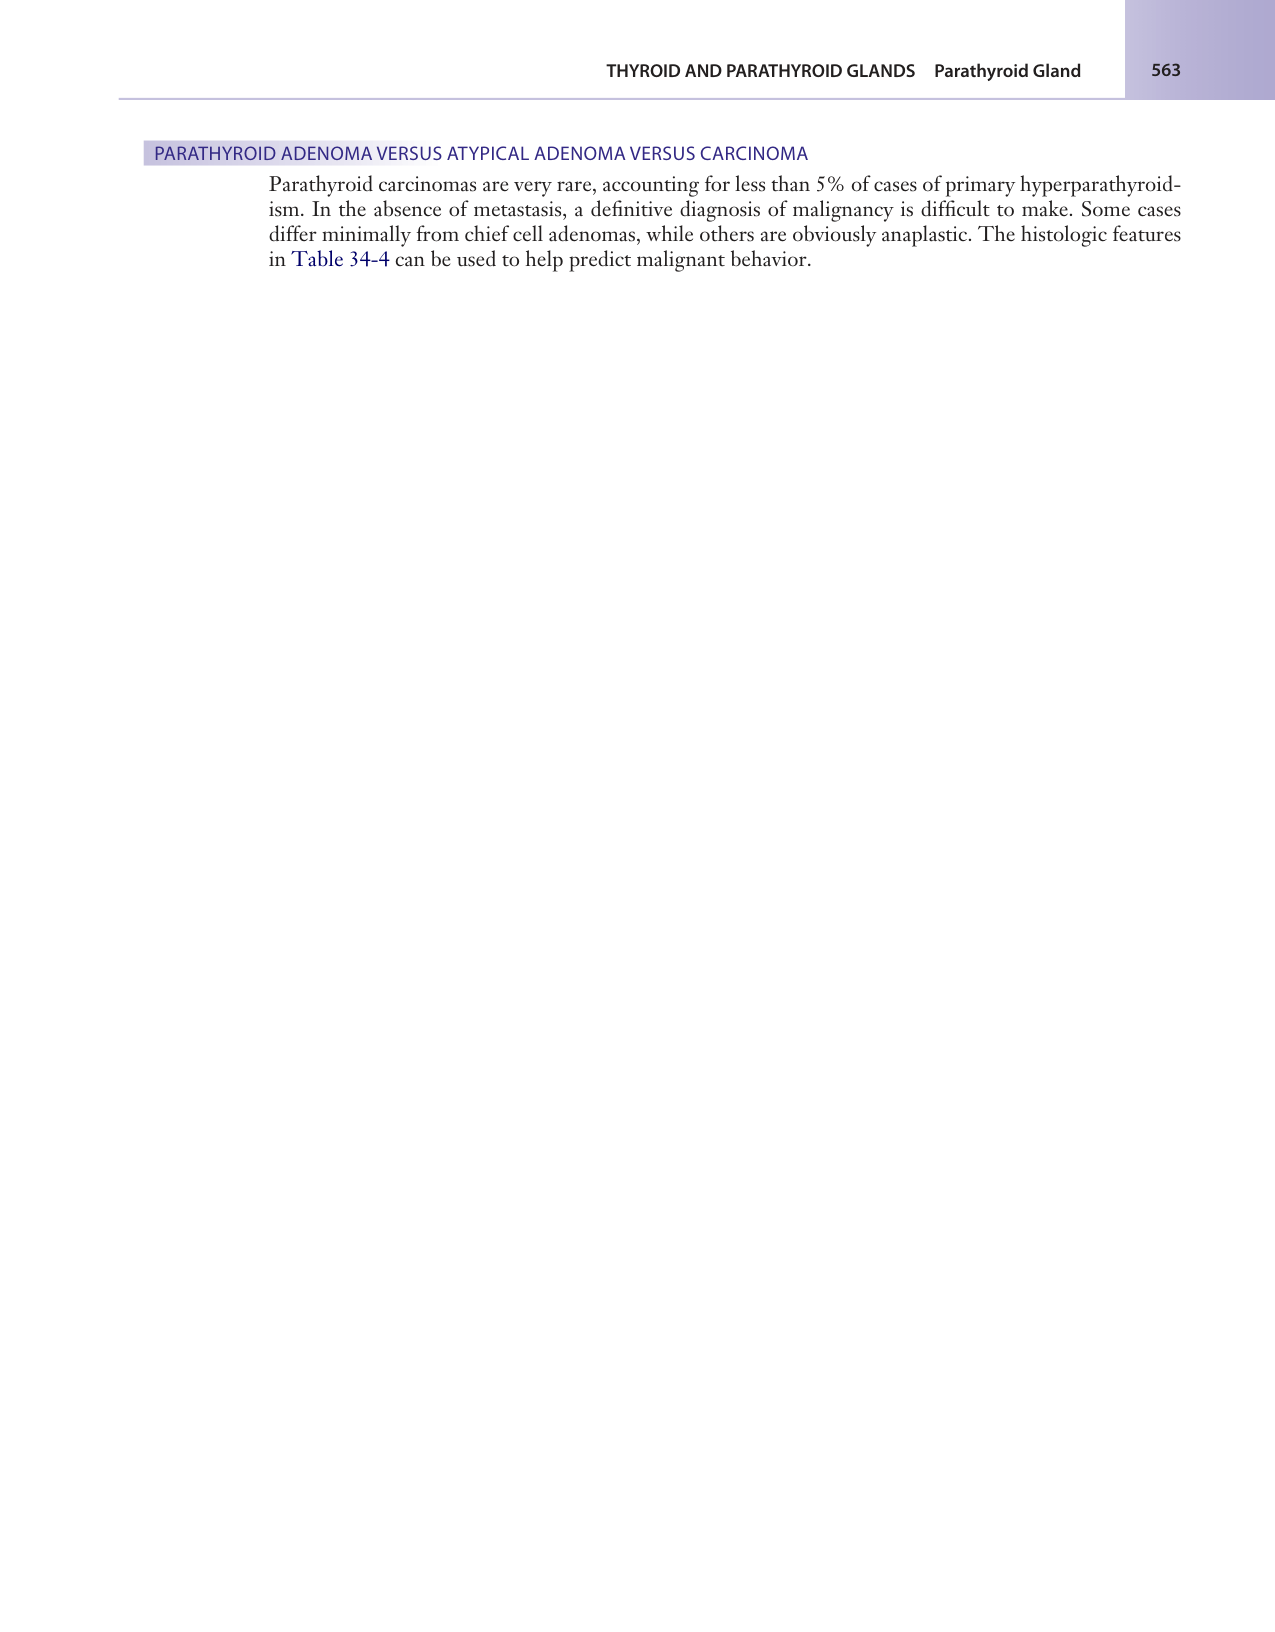 THYROID AND PARATHYROID GLANDS Parathyroid Gland 563
PARATHYROID ADENOMA VERSUS ATYPICAL ADENOMA VERSUS CARCINOMA
Parathyroid carcinomas are very rare, accounting for less than 5% of cases of primary hyperparathyroid-
ism. In the absence of metastasis, a definitive diagnosis of malignancy is difficult to make. Some cases
differ minimally from chief cell adenomas, while others are obviously anaplastic. The histologic features
in Table 34-4 can be used to help predict malignant behavior.